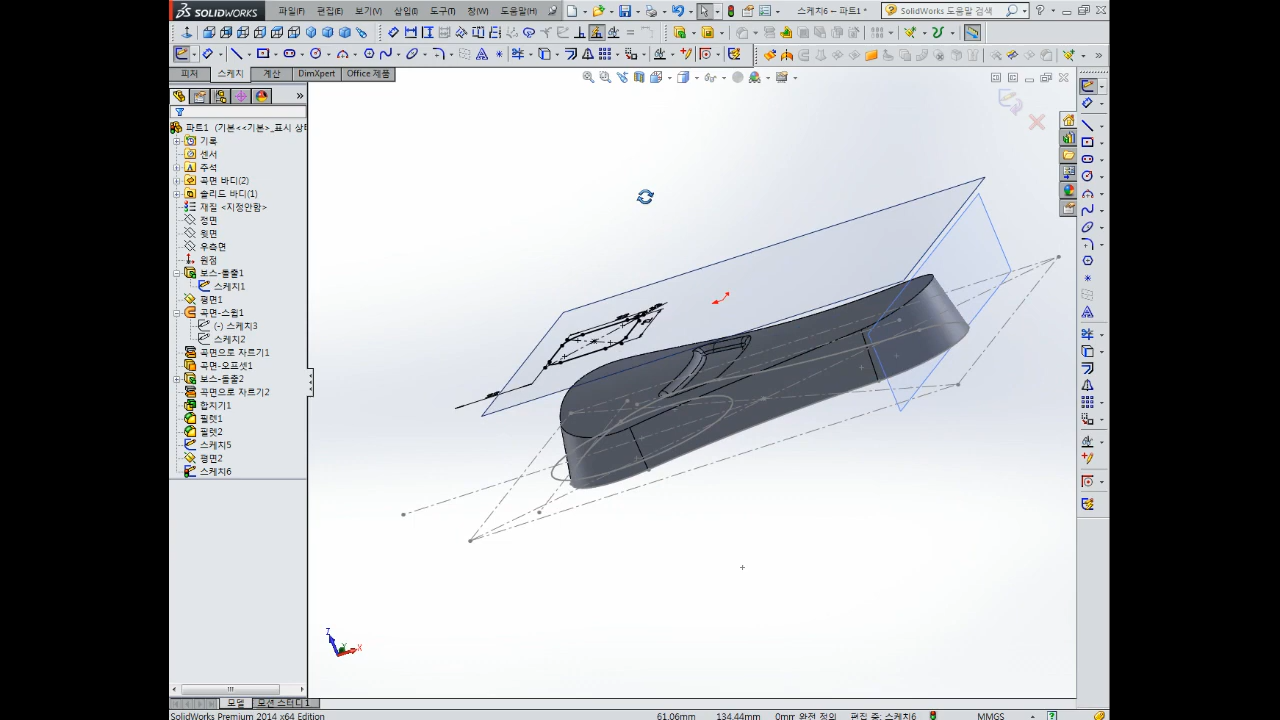 SOLIDWORKS
파일(F)
편집(E)
보기(V)
삽입(I)
도구(T)
창(W)
도움말(H)
스케치6 ← 파트1 *
SolidWorks 도움말 검색
피처
스케치
계산
DimXpert
Office 제품
파트1 (기본<<기본>_표시 상태
기록
센서
주석
곡면 바디(2)
솔리드 바디(1)
재질 <지정안함>
정면
윗면
우측면
원점
보스-돌출1
스케치1
평면1
곡면-스윕1
(-) 스케치3
스케치2
곡면으로 자르기1
곡면-오프셋1
보스-돌출2
곡면으로 자르기2
합치기1
필렛1
필렛2
스케치5
평면2
스케치6
Z
Y
X
모델
모션 스터디 1
SolidWorks Premium 2014 x64 Edition
61.06mm
134.44mm
0mm 완전 정의
편집 중: 스케치6
MMGS